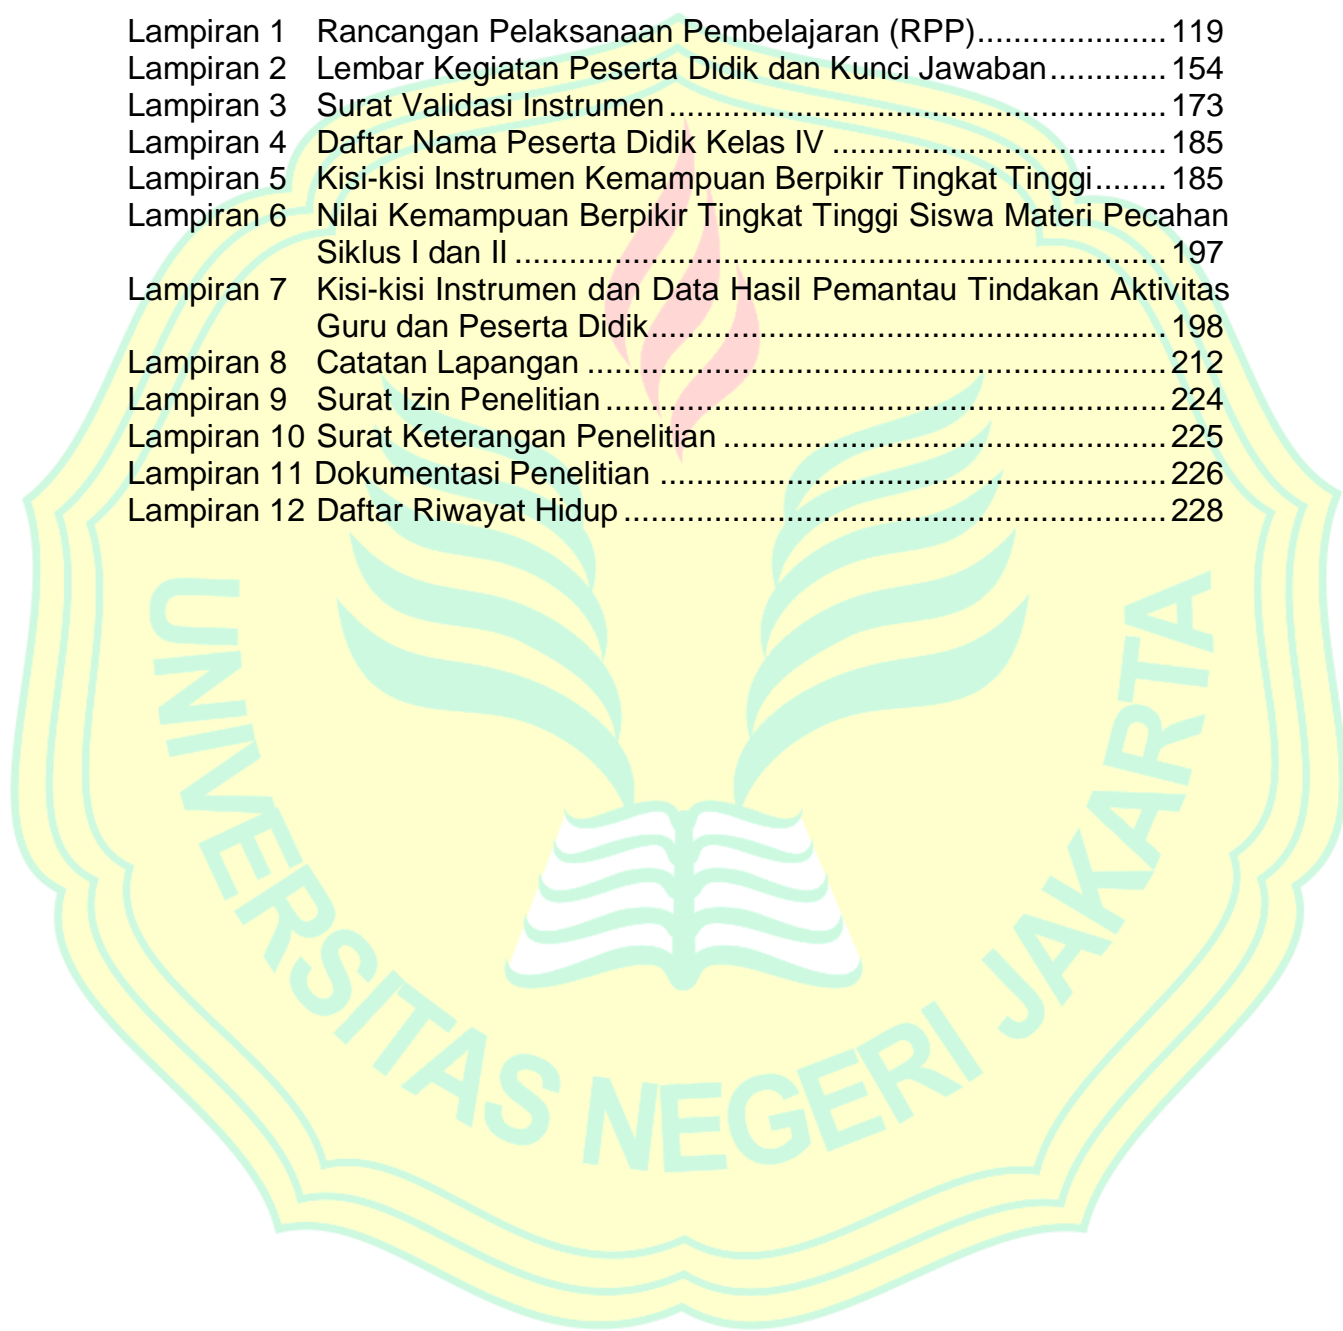 Lampiran 1 Rancangan Pelaksanaan Pembelajaran (RPP)..................... 119
Lampiran 2 Lembar Kegiatan Peserta Didik dan Kunci Jawaban............. 154
Lampiran 3 Surat Validasi Instrumen....................................................... 173
Lampiran 4 Daftar Nama Peserta Didik Kelas IV ..................................... 185
Lampiran 5 Kisi-kisi Instrumen Kemampuan Berpikir Tingkat Tinggi........ 185
Lampiran 6 Nilai Kemampuan Berpikir Tingkat Tinggi Siswa Materi Pecahan
Siklus I dan II ........................................................................ 197
Lampiran 7 Kisi-kisi Instrumen dan Data Hasil Pemantau Tindakan Aktivitas
Guru dan Peserta Didik......................................................... 198
Lampiran 8 Catatan Lapangan ................................................................ 212
Lampiran 9 Surat Izin Penelitian .............................................................. 224
Lampiran 10 Surat Keterangan Penelitian ................................................. 225
Lampiran 11 Dokumentasi Penelitian ........................................................ 226
Lampiran 12 Daftar Riwayat Hidup ............................................................ 228
UNIVERSITAS NEGERI JAKARTA